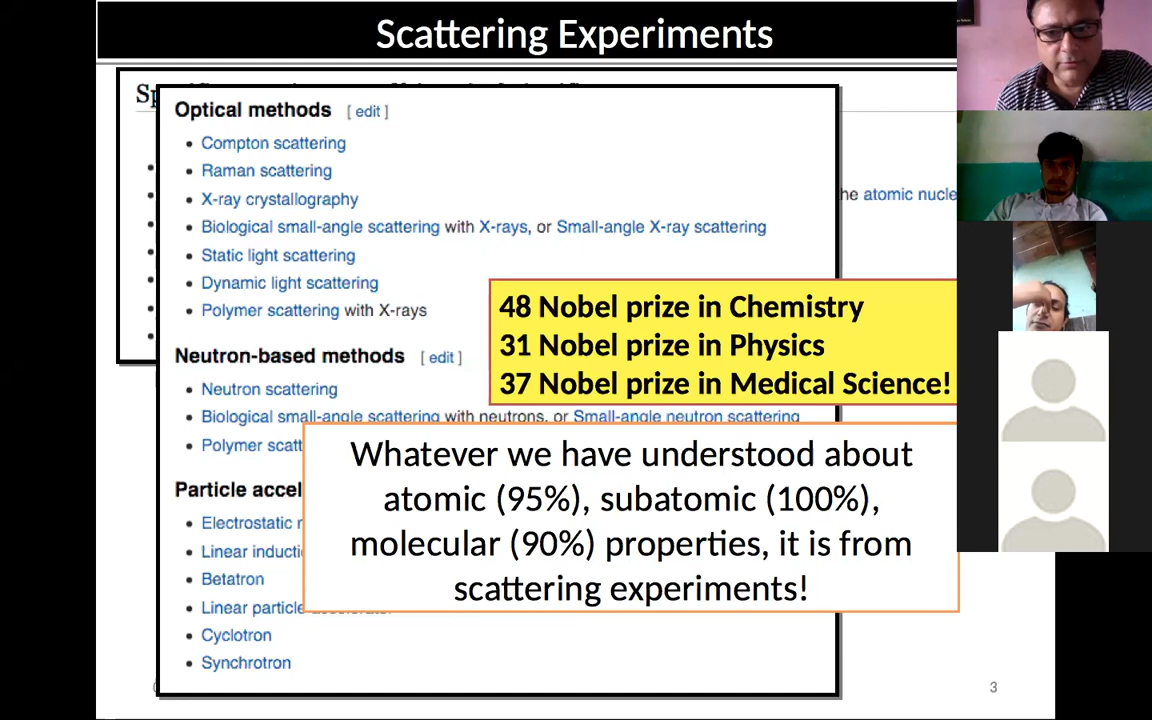 Scattering Experiments
Optical methods [ edit ]
he atomic nucle
Compton scattering
Raman scattering
X-ray crystallography
Biological small-angle scattering with X-rays, or Small-angle X-ray scattering
Static light scattering
Dynamic light scattering
Polymer scattering with X-rays
48 Nobel prize in Chemistry
31 Nobel prize in Physics
37 Nobel prize in Medical Science!
Neutron-based methods [ edit ]
Neutron scattering
Biological small-angle scattering with neutrons, or Small-angle neutron scattering
Polymer scatt
Whatever we have understood about
atomic (95%), subatomic (100%),
molecular (90%) properties, it is from
scattering experiments!
Particle accel
Electrostatic
Linear inducti
Betatron
Linear particle
Cyclotron
Synchrotron
3